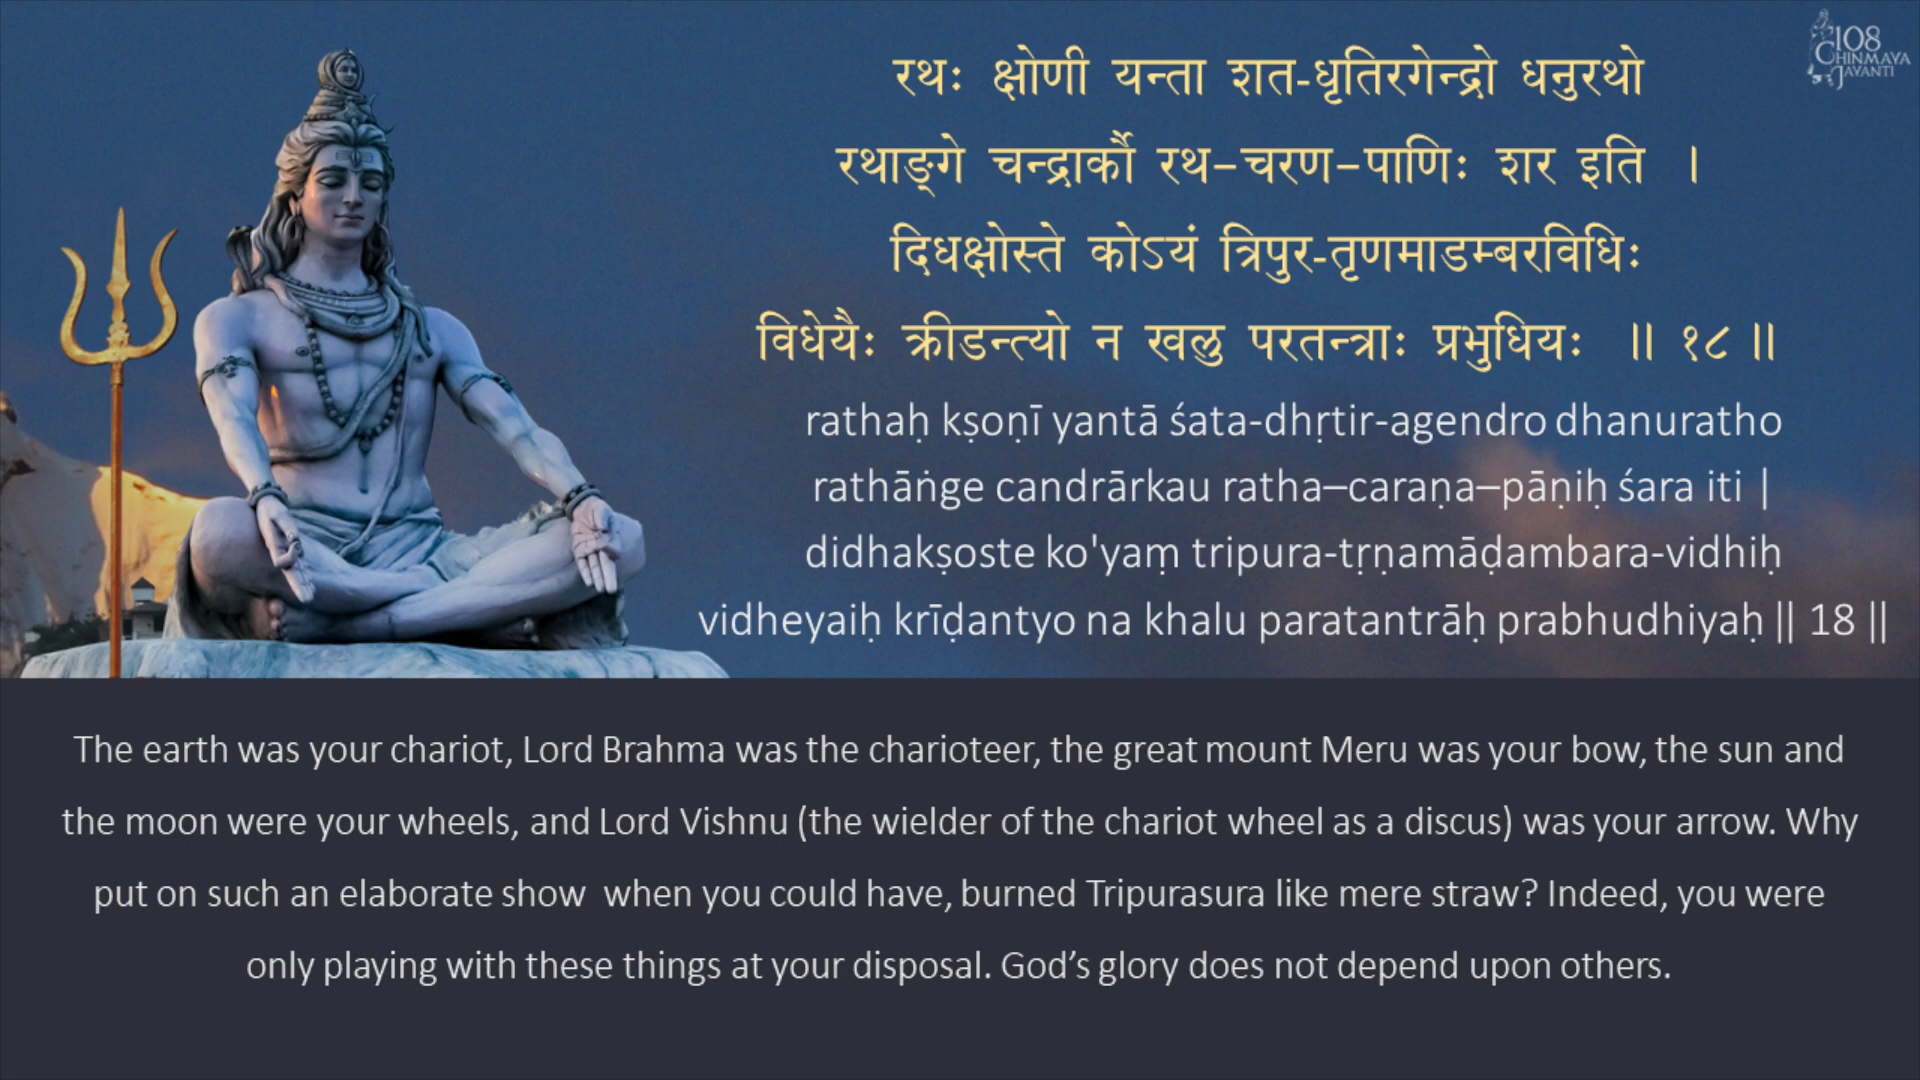 108
CHINMAYA
JAYANTI
रथः क्षोणी यन्ता शत-धृतिरगेन्द्रो धनुरथो
रथाङ्गे चन्द्रार्कौ रथ–चरण–पाणिः शर इति ।
दिधक्षोस्ते कोऽयं त्रिपुर-तृणमाडम्बरविधिः
विधेयैः क्रीडन्त्यो न खलु परतन्त्राः प्रभुधियः ॥ १८ ॥
rathaḥ kṣoṇī yantā śata-dhṛtir-agendro dhanuratho
rathāṅge candrārkau ratha–caraṇa–pāṇiḥ śara iti |
didhakṣoste ko'yaṃ tripura-tṛṇamāḍambara-vidhiḥ
vidheyaiḥ krīḍantyo na khalu paratantrāḥ prabhudhiyaḥ || 18 ||
The earth was your chariot, Lord Brahma was the charioteer, the great mount Meru was your bow, the sun and
the moon were your wheels, and Lord Vishnu (the wielder of the chariot wheel as a discus) was your arrow. Why
put on such an elaborate show when you could have, burned Tripurasura like mere straw? Indeed, you were
only playing with these things at your disposal. God’s glory does not depend upon others.